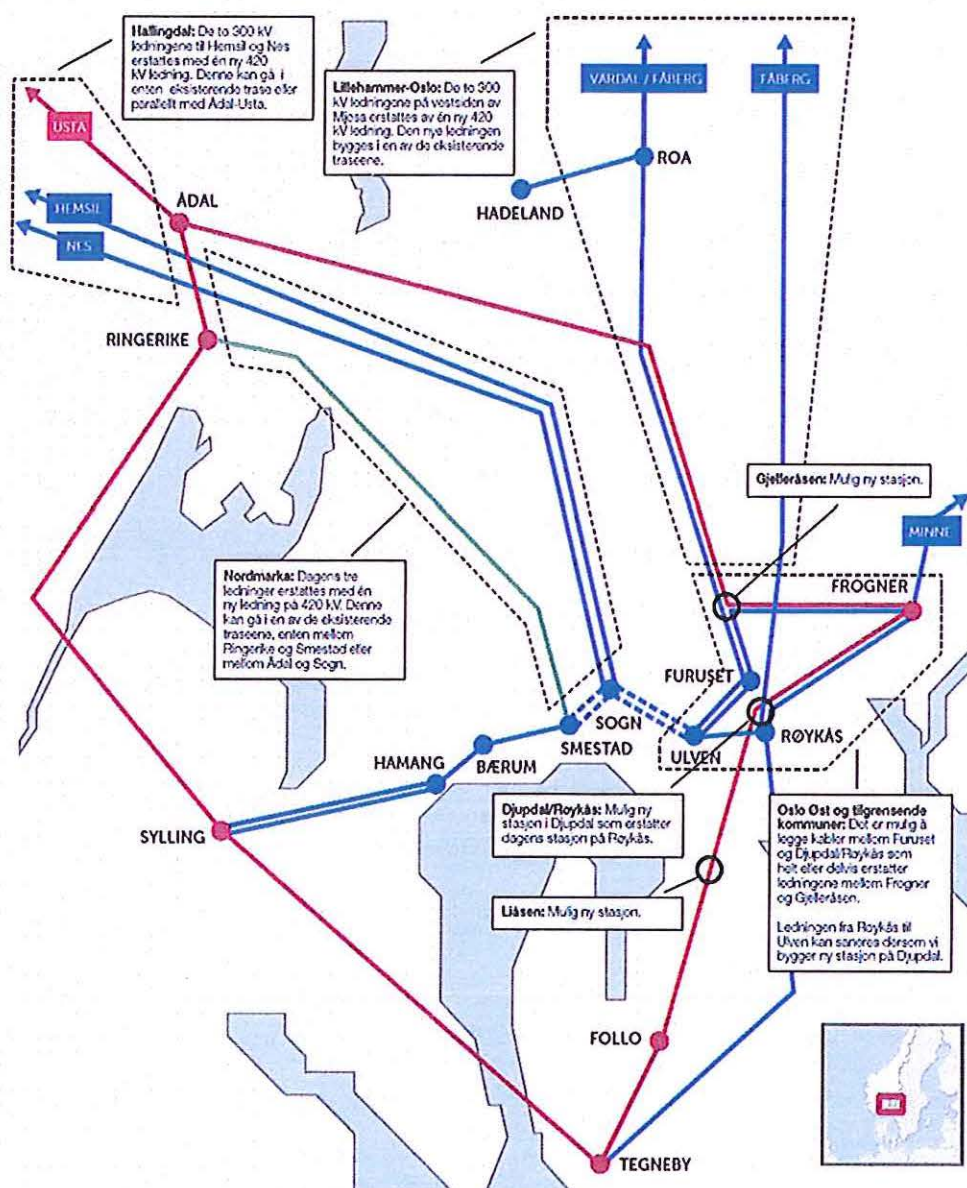 Hallingdal: De to 300 kV
ledningene til Hemsil og Nes
erstattes med én ny 420
kV ledning. Denne kan gå i
enten eksisterende trase eller
parallelt med Ådal-Usta.
Lillehammer-Oslo: De to 300
kV ledningene på vestsiden av
Mjøsa erstattes av én ny 420
kV ledning. Den nye ledningen
bygges i en av de eksisterende
traseene.
VARDAL / FÅBERG
FÅBERG
USTA
ROA
HADELAND
ÅDAL
HEMSIL
NES
RINGERIKE
Gjelleråsen: Mulig ny stasjon.
MINNE
FROGNER
Nordmarka: Dagens tre
ledninger erstattes med én
ny ledning på 420 kV. Denne
kan gå i en av de eksisterende
traseene, enten mellom
Ringerike og Smestad eller
mellom Ådal og Sogn.
FURUSET
SOGN
SMESTAD
ULVEN
RØYKÅS
BÆRUM
HAMANG
SYLLING
Djupdal/Røykås: Mulig ny
stasjon i Djupdal som erstatter
dagens stasjon på Røykås.
Oslo Øst og tilgrensende
kommuner: Det er mulig å
legge kabler mellom Furuset
og Djupdal/Røykås som
helt eller delvis erstatter
ledningene mellom Frogner
og Gjelleråsen.
Ledningen fra Røykås til
Ulven kan saneres dersom vi
bygger ny stasjon på Djupdal.
Liåsen: Mulig ny stasjon.
FOLLO
TEGNEBY